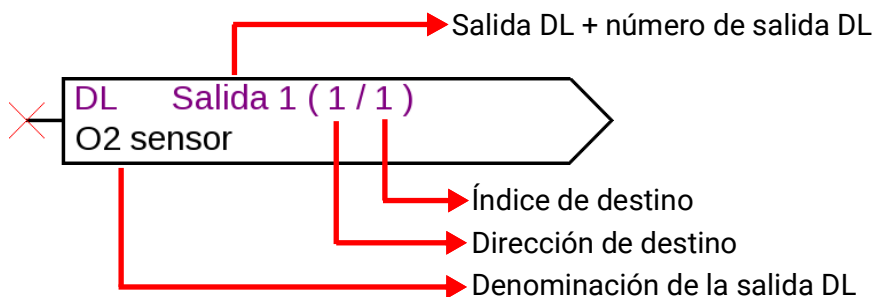 Salida DL + número de salida DL
DL Salida 1 ( 1 / 1 )
O2 sensor
Índice de destino
Dirección de destino
Denominación de la salida DL